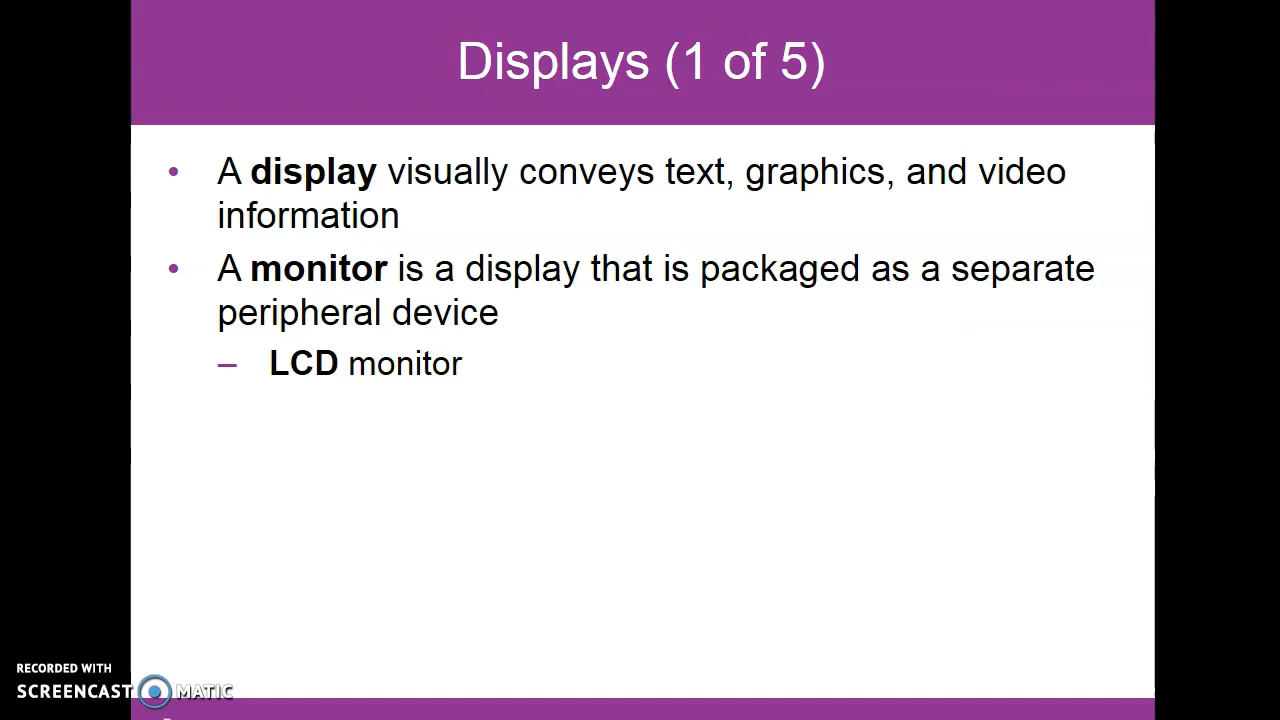 Displays (1 of 5)
• A display visually conveys text, graphics, and video
information
• A monitor is a display that is packaged as a separate
peripheral device
– LCD monitor
RECORDED WITH
SCREENCAST MATIC